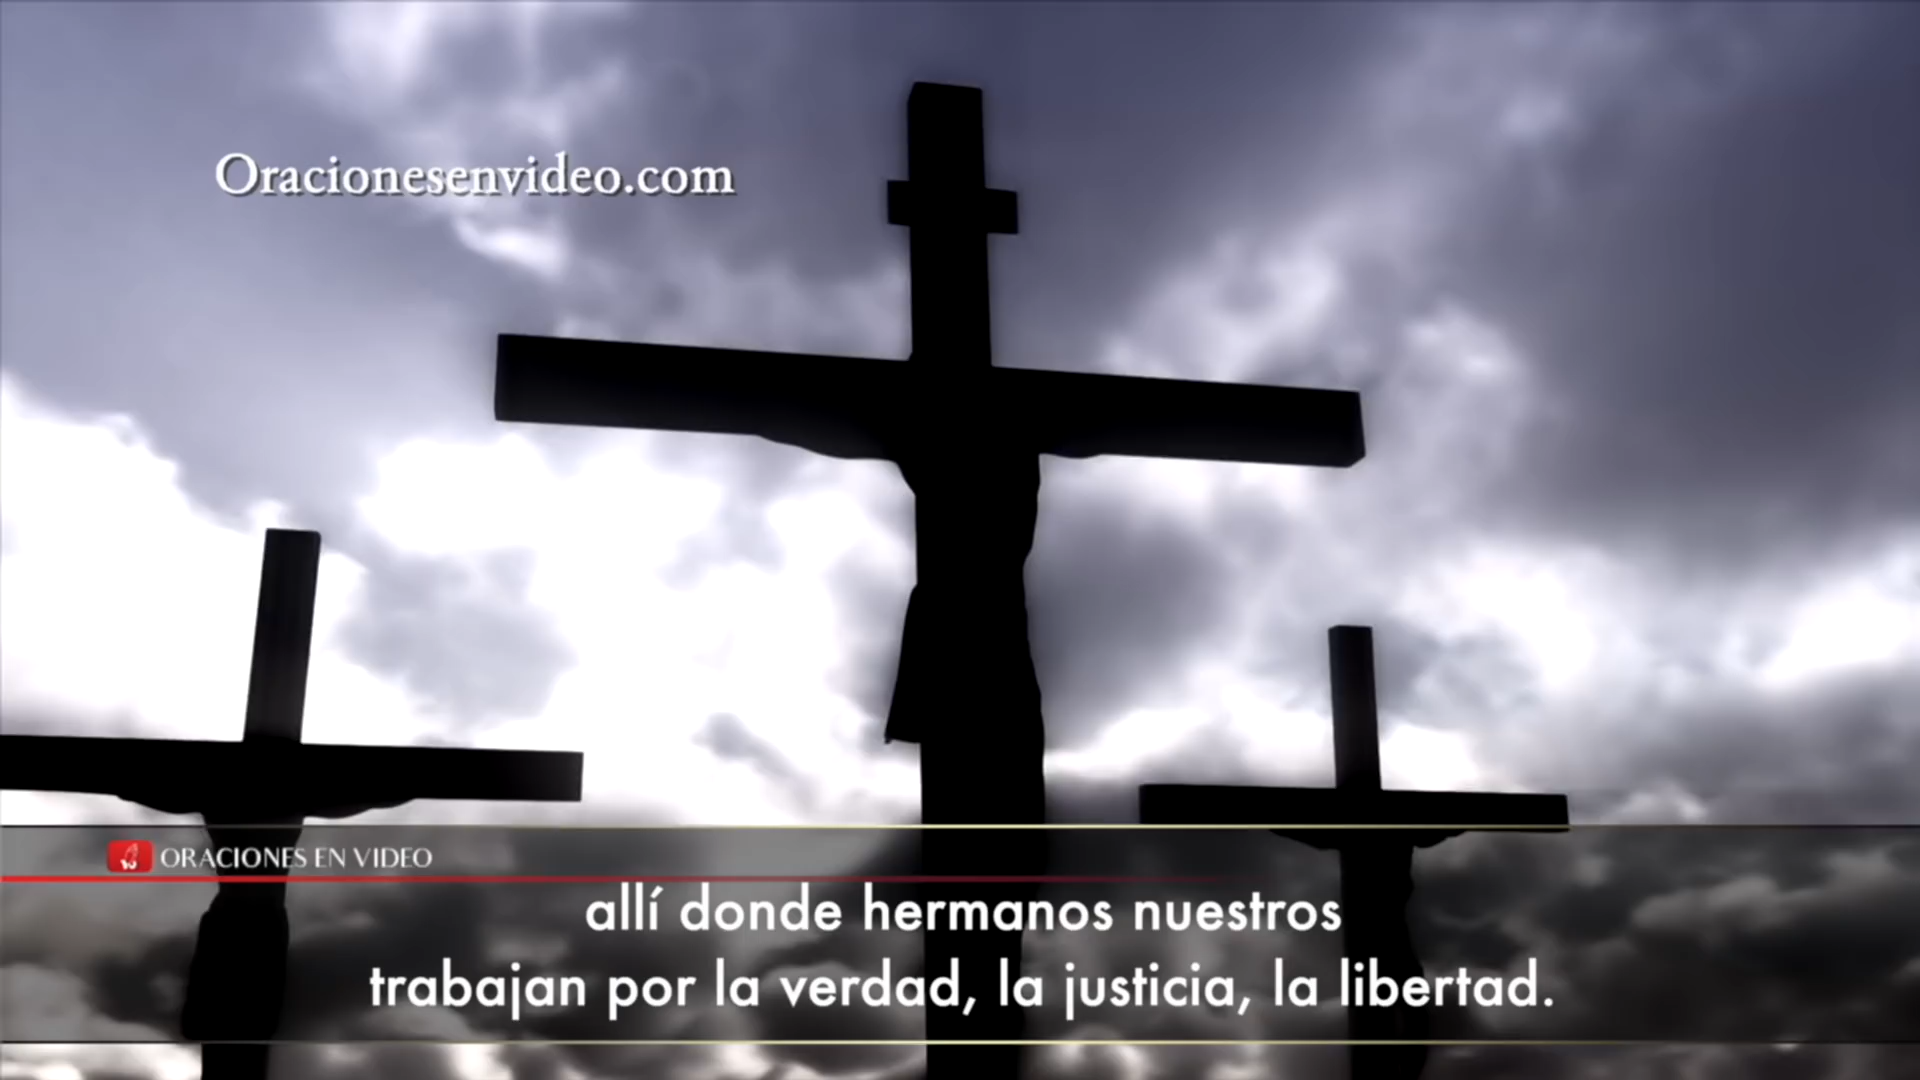 Oracionesenvideo.com
ORACIONES EN VIDEO
allí donde hermanos nuestros
trabajan por la verdad, la justicia, la libertad.